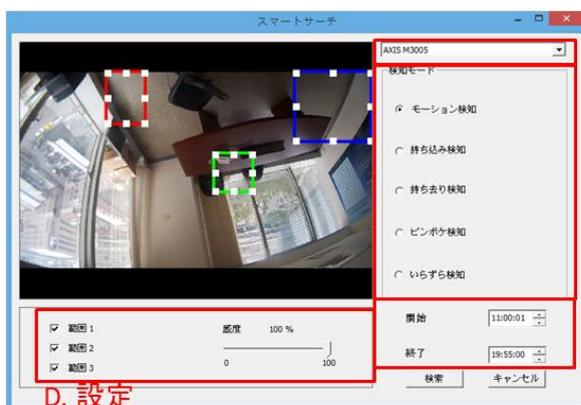 スマートサーチ
AXIS M3005
検知モード
モーション検知
持ち込み検知
持ち去り検知
ピンボケ検知
いらずら検知
範囲 1
範囲 2
範囲 3
感度 100 %
0 100
開始 11:00:01
終了 19:55:00
検索 キャンセル
D. 設定